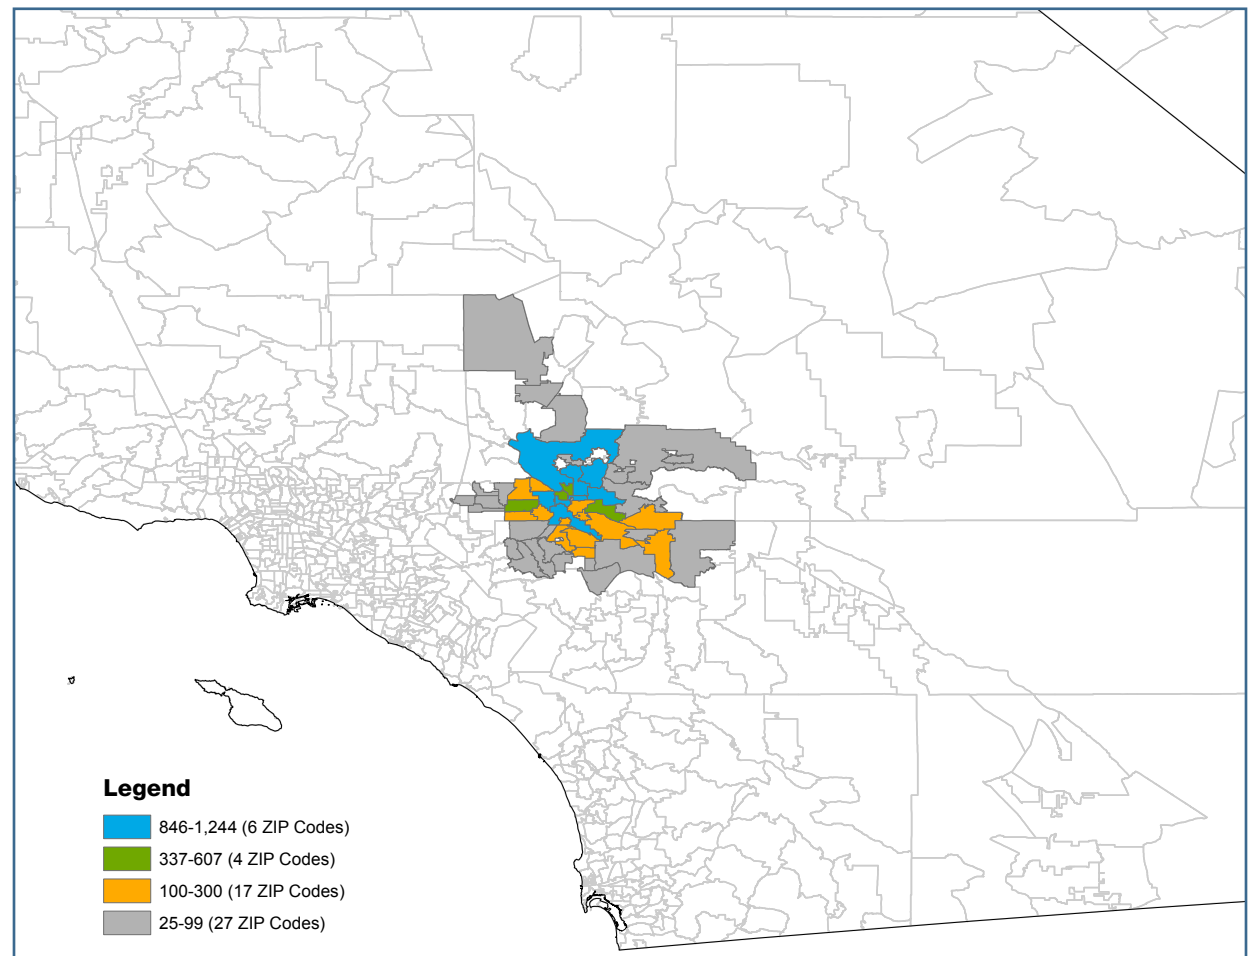 Legend
846-1,244 (6 ZIP Codes)
337-607 (4 ZIP Codes)
100-300 (17 ZIP Codes)
25-99 (27 ZIP Codes)